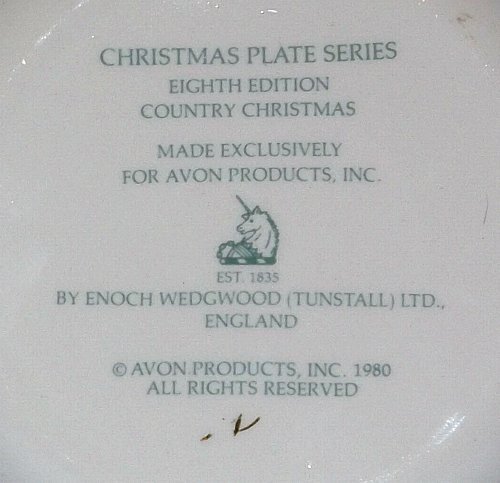 CHRISTMAS PLATE SERIES
EIGHTH EDITION
COUNTRY CHRISTMAS
MADE EXCLUSIVELY
FOR AVON PRODUCTS, INC.
EST. 1835
BY ENOCH WEDGWOOD (TUNSTALL) LTD.,
ENGLAND
© AVON PRODUCTS, INC. 1980
ALL RIGHTS RESERVED